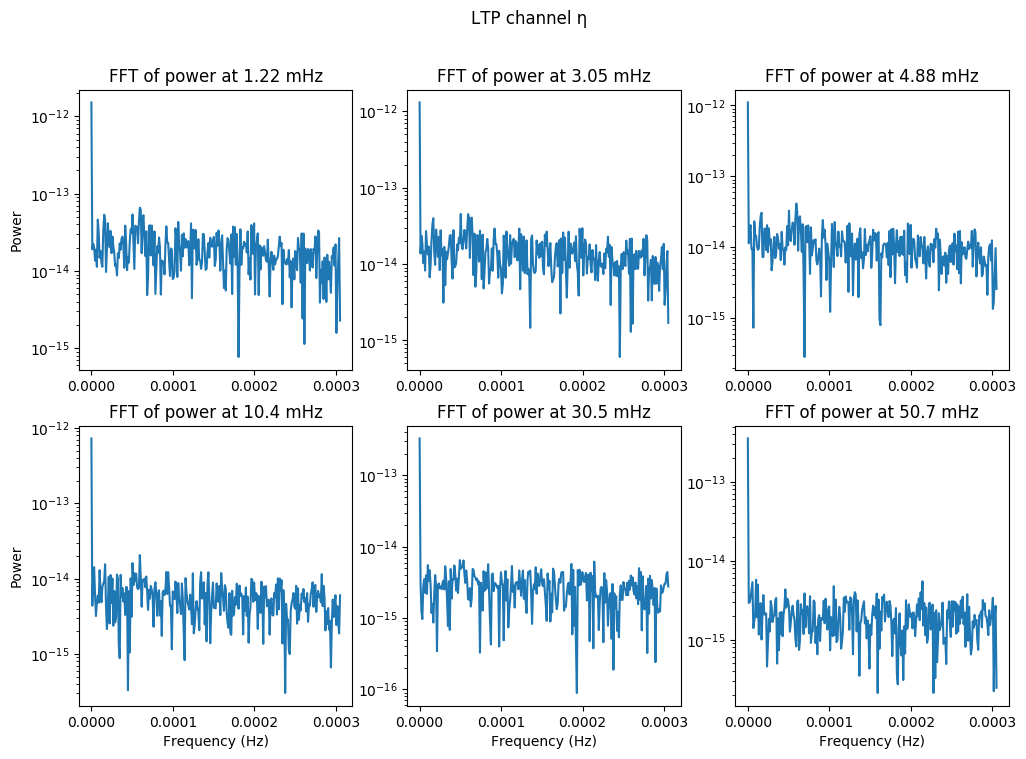 LTP channel η
FFT of power at 1.22 mHz
FFT of power at 3.05 mHz
FFT of power at 4.88 mHz
Power
10⁻¹²
10⁻¹³
10⁻¹⁴
10⁻¹⁵
0.0000 0.0001 0.0002 0.0003
10⁻¹²
10⁻¹³
10⁻¹⁴
10⁻¹⁵
0.0000 0.0001 0.0002 0.0003
10⁻¹²
10⁻¹³
10⁻¹⁴
10⁻¹⁵
0.0000 0.0001 0.0002 0.0003
FFT of power at 10.4 mHz
FFT of power at 30.5 mHz
FFT of power at 50.7 mHz
Power
10⁻¹²
10⁻¹³
10⁻¹⁴
10⁻¹⁵
0.0000 0.0001 0.0002 0.0003
Frequency (Hz)
10⁻¹³
10⁻¹⁴
10⁻¹⁵
10⁻¹⁶
0.0000 0.0001 0.0002 0.0003
Frequency (Hz)
10⁻¹³
10⁻¹⁴
10⁻¹⁵
0.0000 0.0001 0.0002 0.0003
Frequency (Hz)